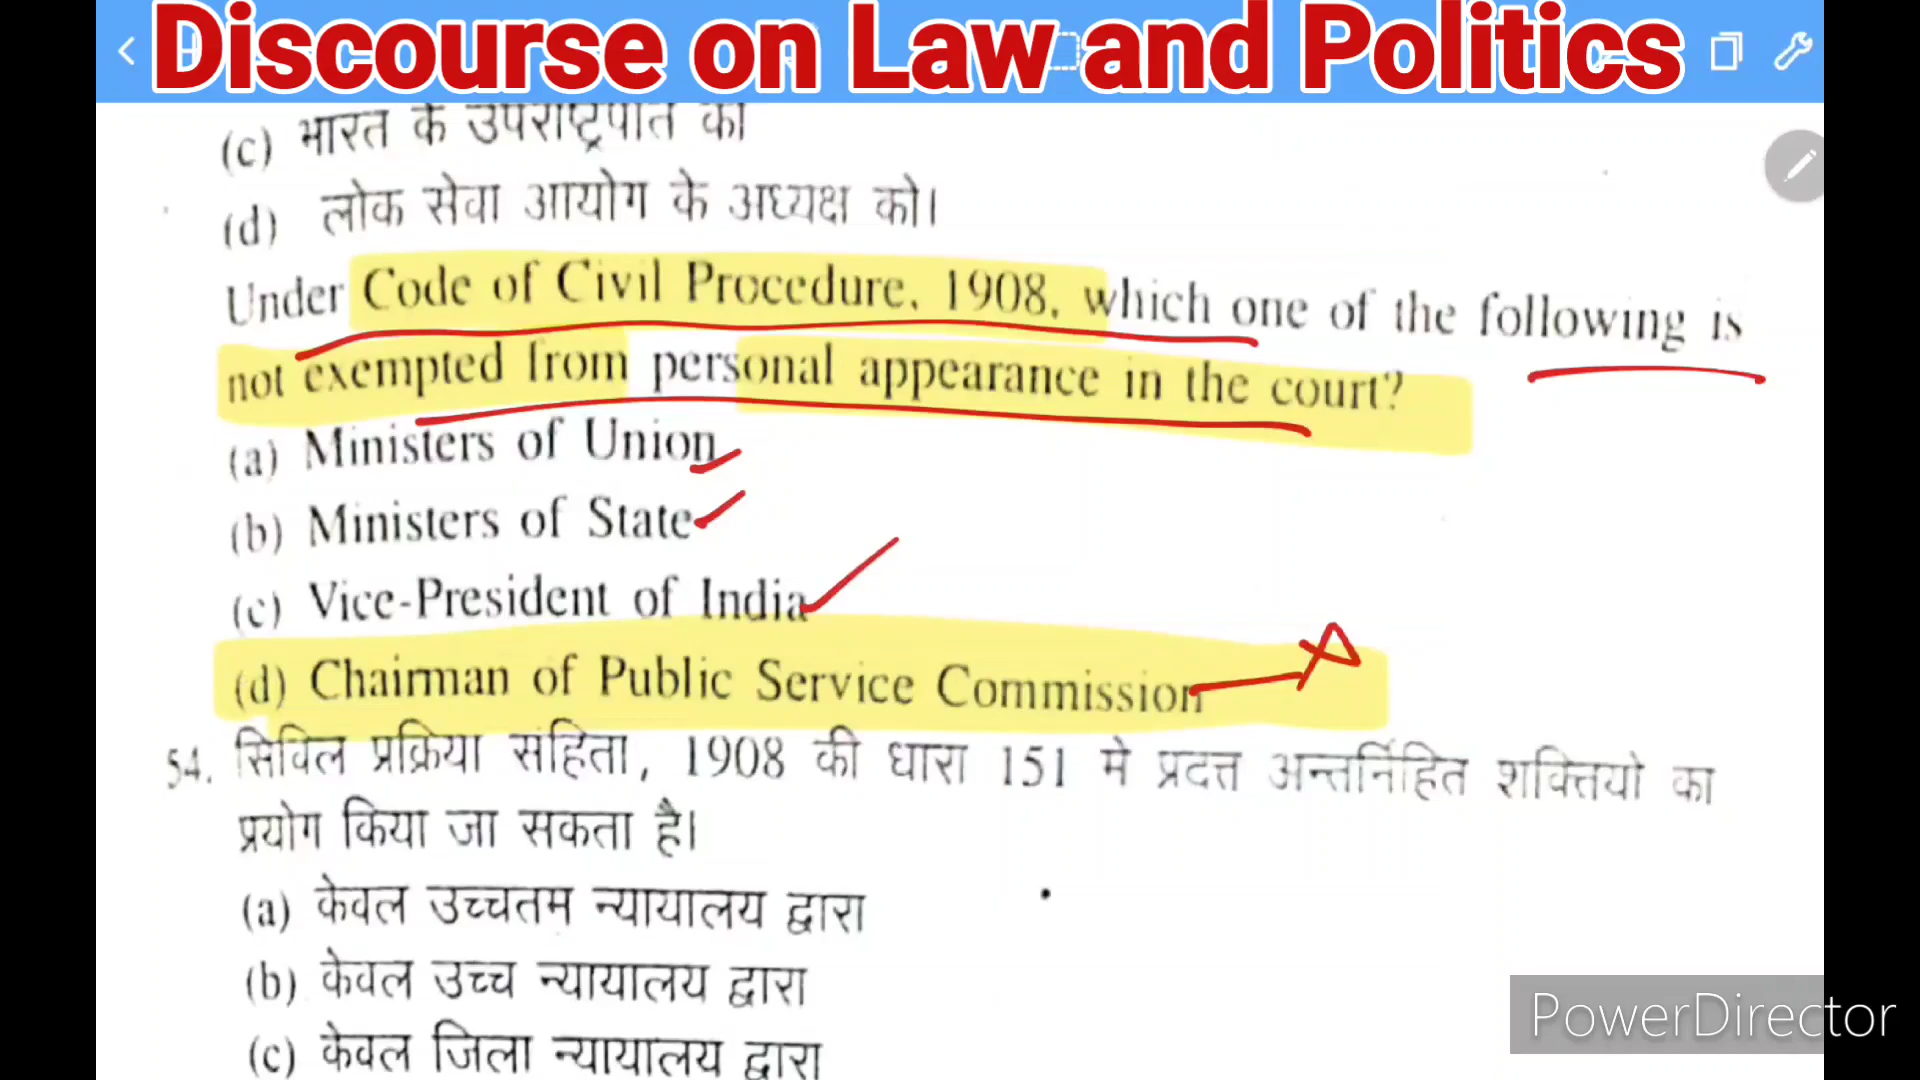 Discourse on Law and Politics
(c) भारत के उपराष्ट्रपति को
(d) लोक सेवा आयोग के अध्यक्ष को।
Under Code of Civil Procedure, 1908, which one of the following is
not exempted from personal appearance in the court?
(a) Ministers of Union
(b) Ministers of State
(c) Vice-President of India
(d) Chairman of Public Service Commission
54. सिविल प्रक्रिया संहिता, 1908 की धारा 151 मे प्रदत्त अन्तर्निहित शक्तियो का
प्रयोग किया जा सकता है।
(a) केवल उच्चतम न्यायालय द्वारा
(b) केवल उच्च न्यायालय द्वारा
(c) केवल जिला न्यायालय द्वारा
PowerDirector